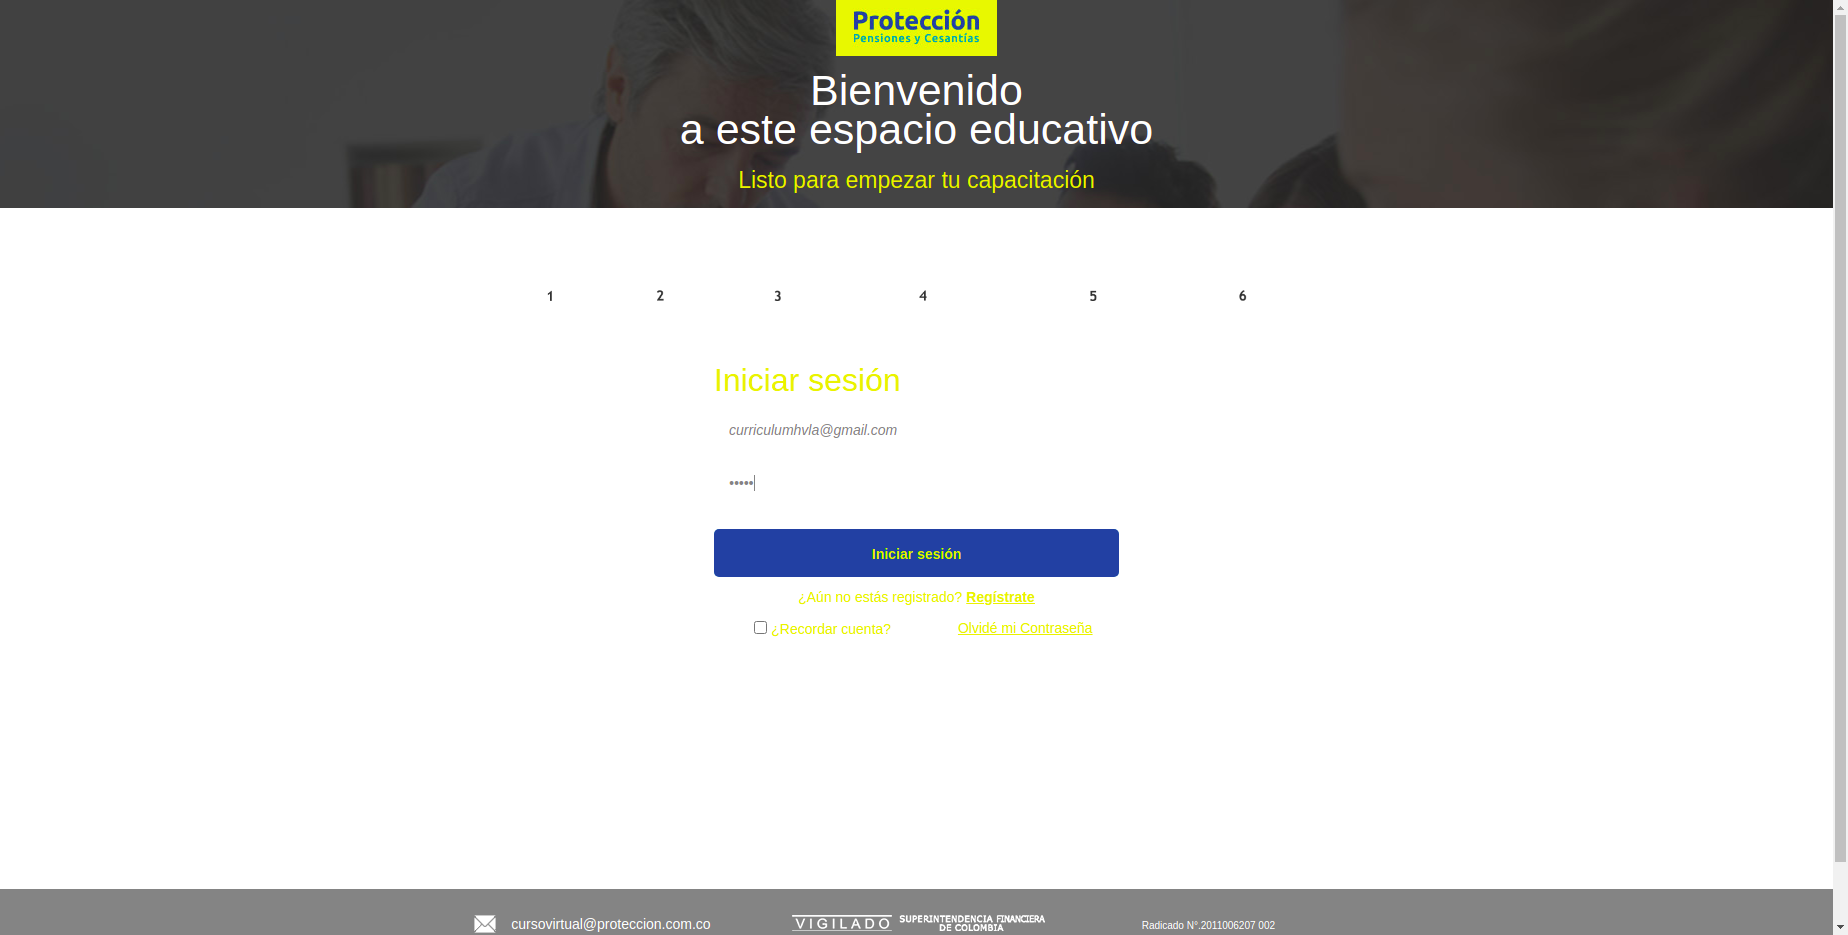 Protección
Pensiones y Cesantías
Bienvenido
a este espacio educativo
Listo para empezar tu capacitación
1 2 3 4 5 6
Iniciar sesión
curriculumhvla@gmail.com
•••••
Iniciar sesión
¿Aún no estás registrado? Regístrate
¿Recordar cuenta? Olvidé mi Contraseña
cursovirtual@proteccion.com.co
VIGILADO SUPERINTENDENCIA FINANCIERA
DE COLOMBIA
Radicado N°.2011006207 002